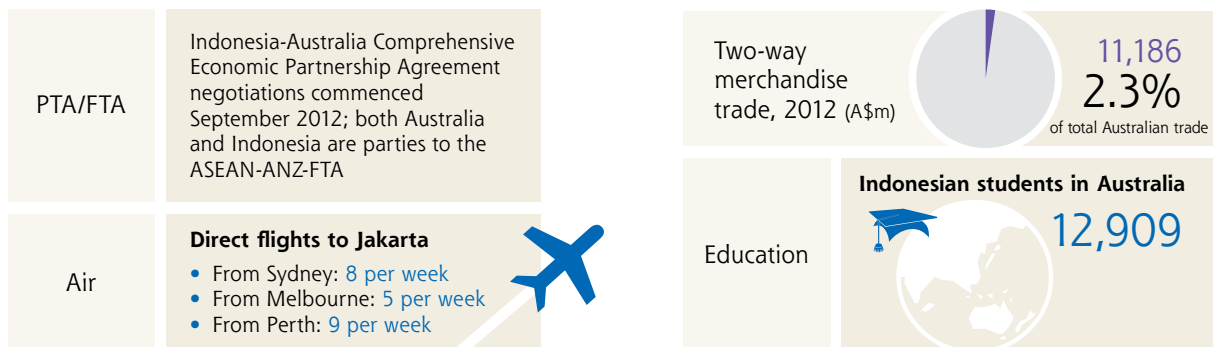 PTA/FTA
Indonesia-Australia Comprehensive
Economic Partnership Agreement
negotiations commenced
September 2012; both Australia
and Indonesia are parties to the
ASEAN-ANZ-FTA
Air
Direct flights to Jakarta
• From Sydney: 8 per week
• From Melbourne: 5 per week
• From Perth: 9 per week
Two-way
merchandise
trade, 2012 (A$m)
11,186
2.3%
of total Australian trade
Education
Indonesian students in Australia
12,909